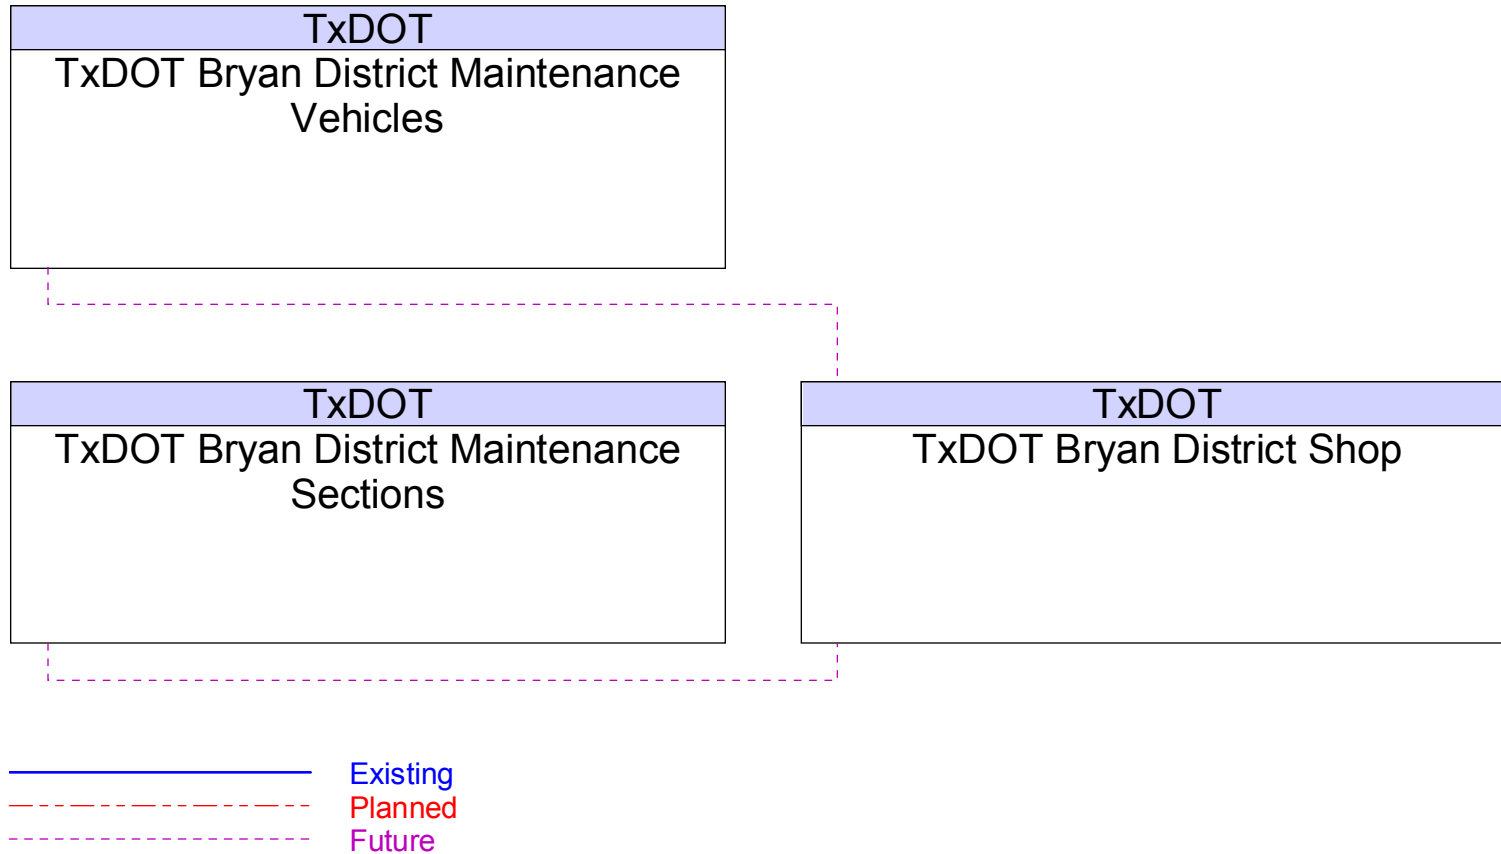 TxDOT
TxDOT Bryan District Maintenance
Vehicles
TxDOT
TxDOT Bryan District Maintenance
Sections
TxDOT
TxDOT Bryan District Shop
Existing
Planned
Future